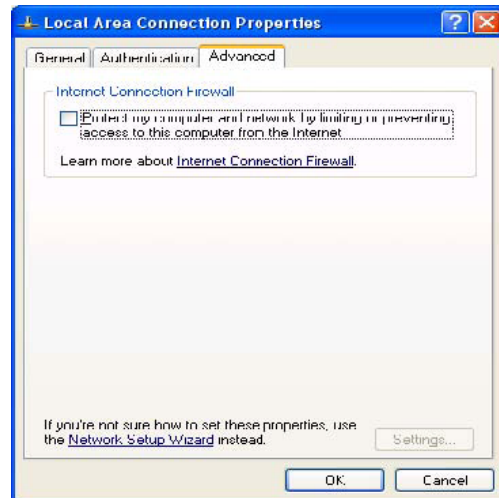 Local Area Connection Properties
General Authentication Advanced
Internet Connection Firewall
Protect my computer and network by limiting or preventing
access to this computer from the Internet
Learn more about Internet Connection Firewall.
If you're not sure how to set these properties, use
the Network Setup Wizard instead.
Settings...
OK Cancel